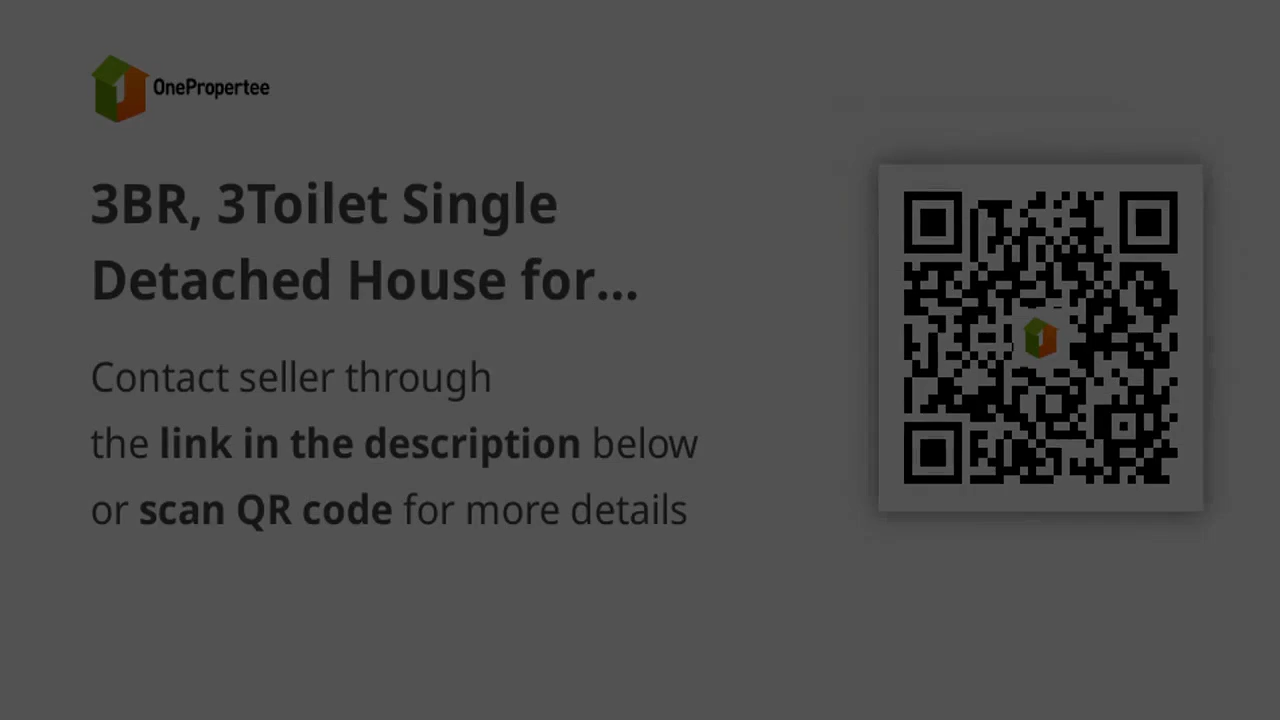 OnePropertee
3BR, 3Toilet Single
Detached House for...
Contact seller through
the link in the description below
or scan QR code for more details